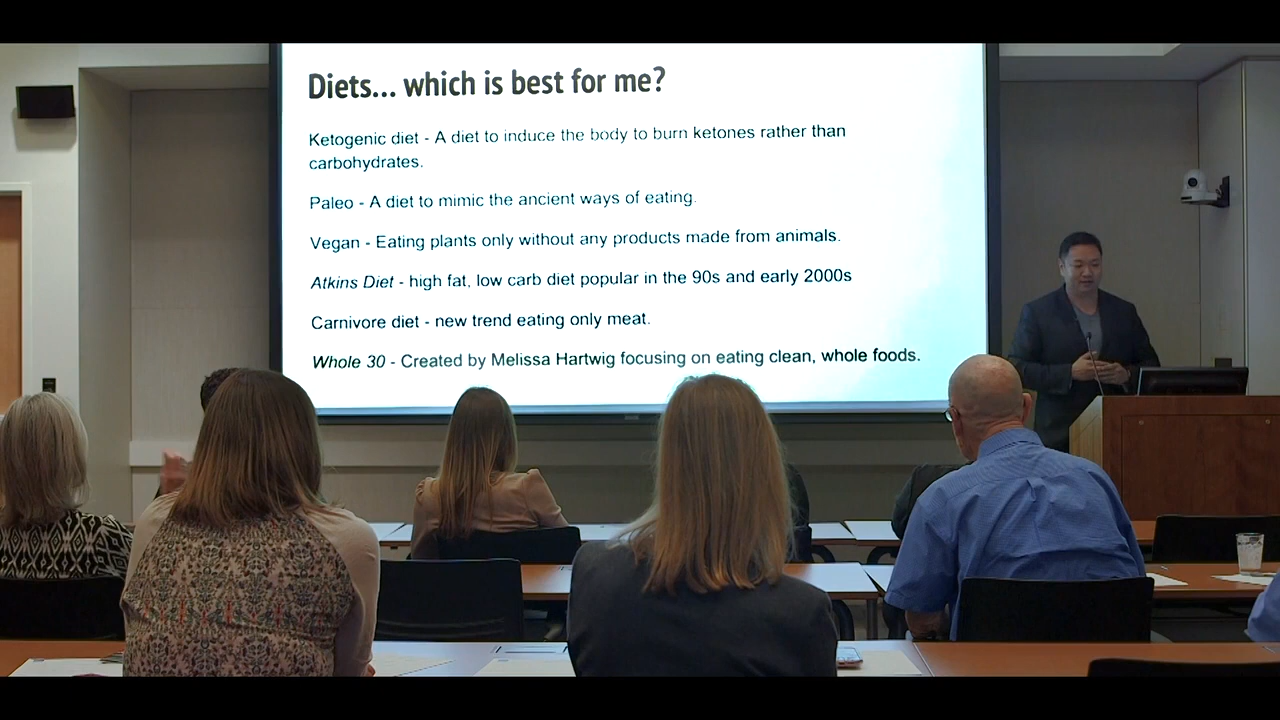 Diets... which is best for me?
Ketogenic diet - A diet to induce the body to burn ketones rather than
carbohydrates.
Paleo - A diet to mimic the ancient ways of eating.
Vegan - Eating plants only without any products made from animals.
Atkins Diet - high fat, low carb diet popular in the 90s and early 2000s
Carnivore diet - new trend eating only meat.
Whole 30 - Created by Melissa Hartwig focusing on eating clean, whole foods.